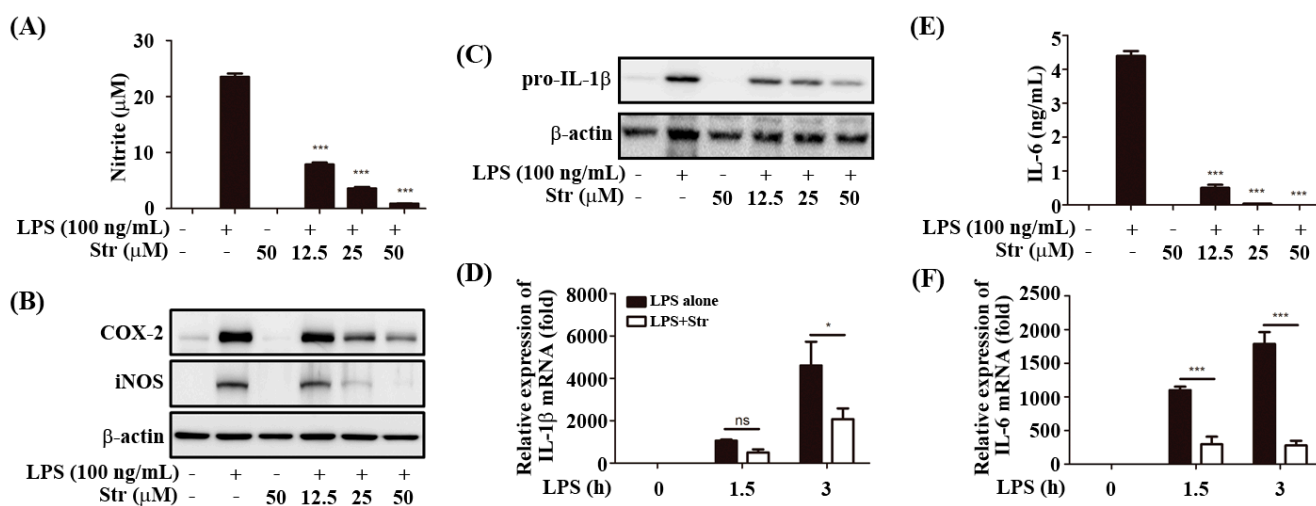 (A)
Nitrite (μM)
30
20
10
0
***
***
***
LPS (100 ng/mL) - + - + + +
Str (μM) - - 50 12.5 25 50
(B)
COX-2
iNOS
β-actin
LPS (100 ng/mL) - + - + + +
Str (μM) - - 50 12.5 25 50
(C)
pro-IL-1β
β-actin
LPS (100 ng/mL) - + - + + +
Str (μM) - - 50 12.5 25 50
(D)
Relative expression of
IL-1β mRNA (fold)
8000
6000
4000
2000
0
LPS alone
LPS+Str
ns
*
LPS (h) 0 1.5 3
(E)
IL-6 (ng/mL)
5
4
3
2
1
0
***
***
***
LPS (100 ng/mL) - + - + + +
Str (μM) - - 50 12.5 25 50
(F)
Relative expression of
IL-6 mRNA (fold)
2500
2000
1500
1000
500
0
***
***
LPS (h) 0 1.5 3